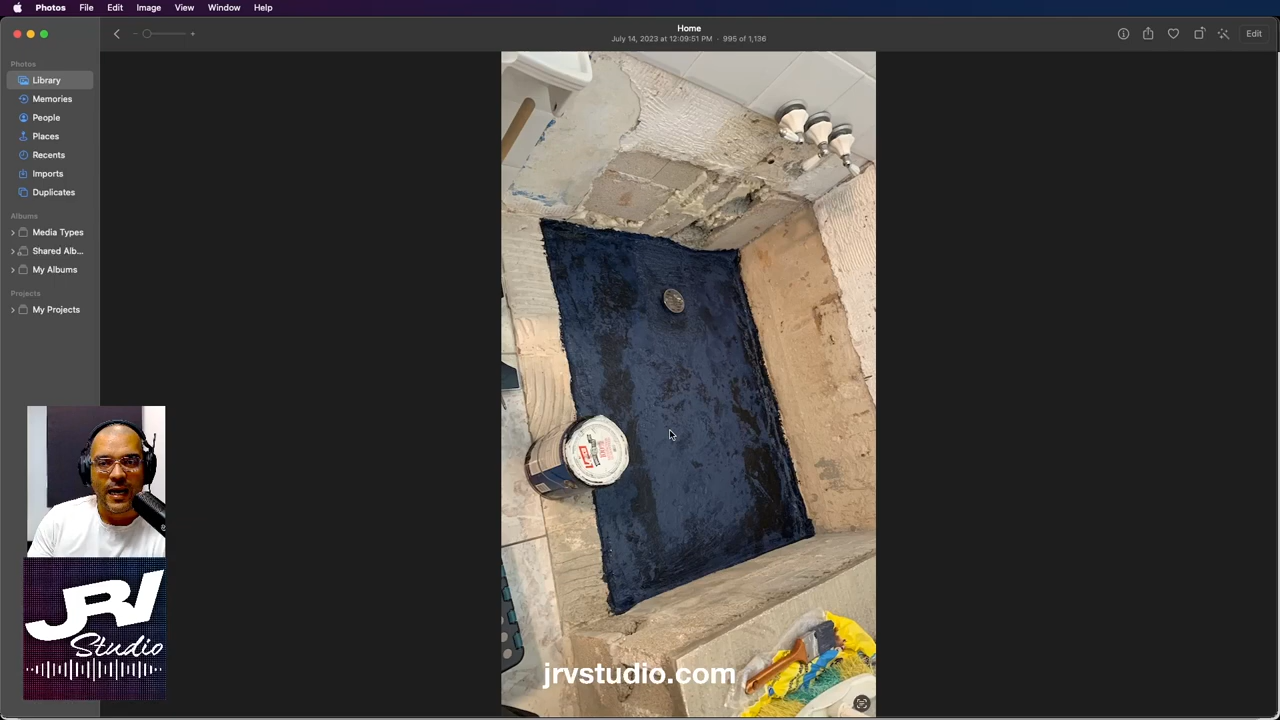 Photos File Edit Image View Window Help
Home
July 14, 2023 at 12:09:51 PM • 995 of 1,136
Edit
Photos
Library
Memories
People
Places
Recents
Imports
Duplicates
Albums
Media Types
Shared Alb...
My Albums
Projects
My Projects
JRV
Studio
jrvstudio.com